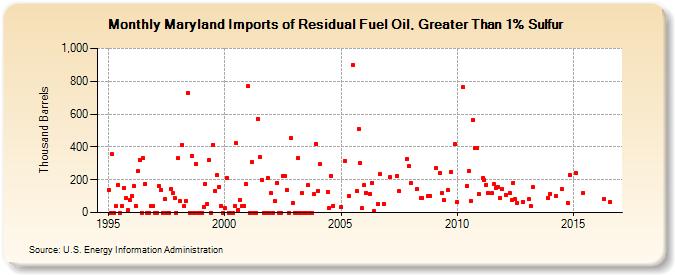 Monthly Maryland Imports of Residual Fuel Oil, Greater Than 1% Sulfur
Thousand Barrels
1,000
800
600
400
200
0
1995 2000 2005 2010 2015
Source: U.S. Energy Information Administration